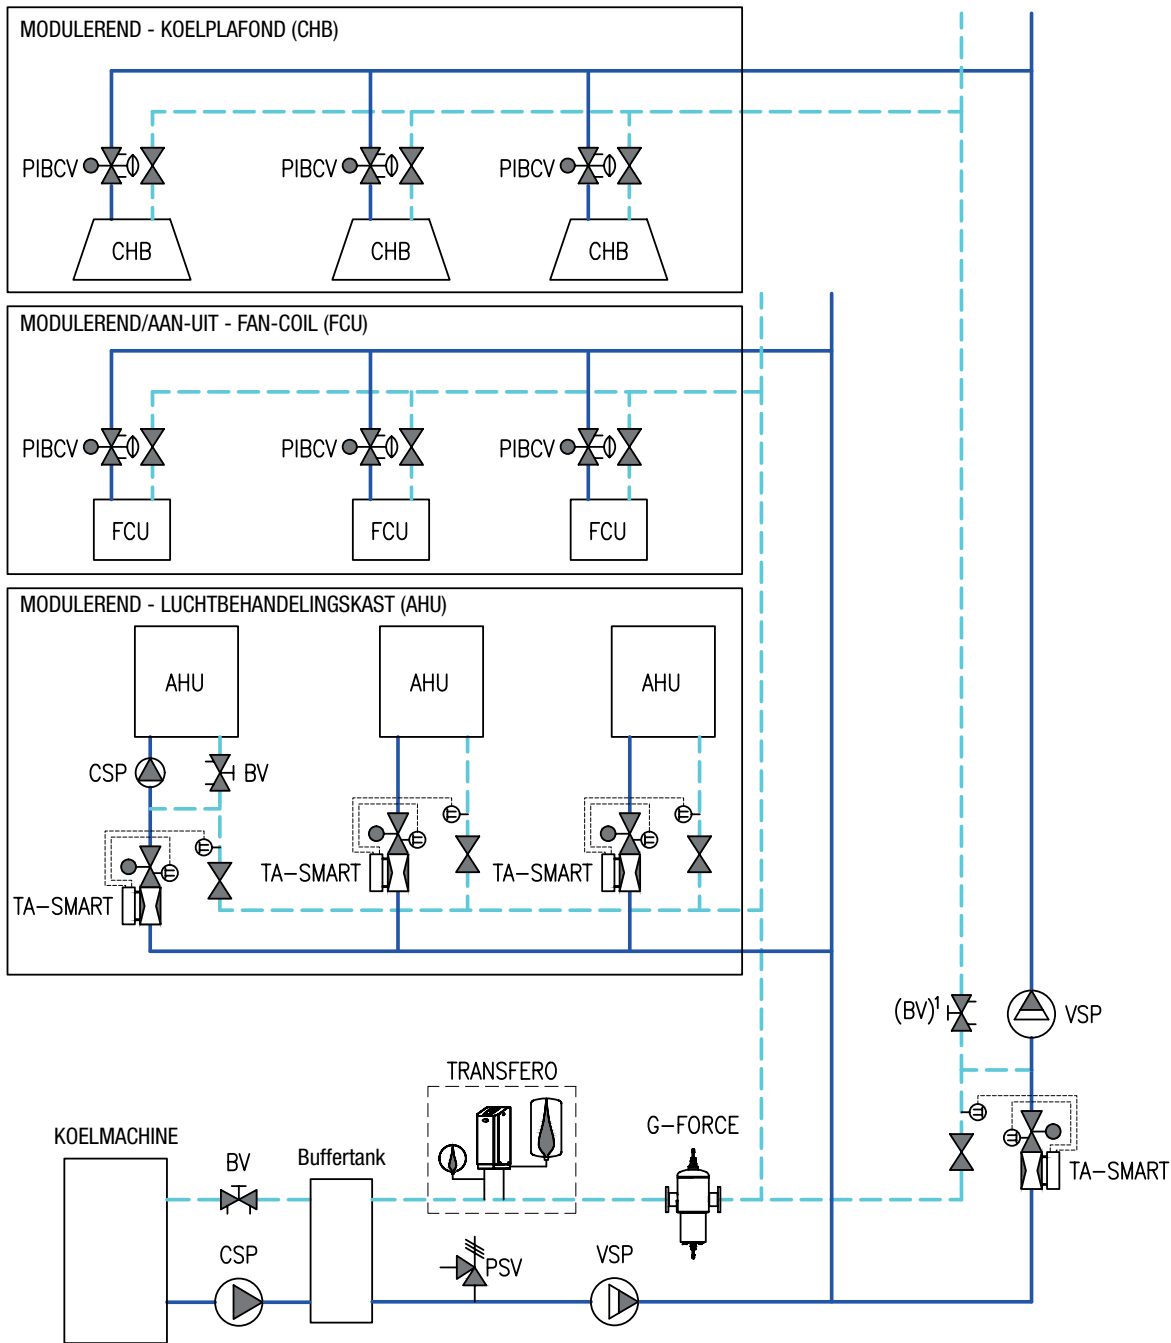 MODULEREND - KOELPLAFOND (CHB)
PIBCV
PIBCV
PIBCV
CHB
CHB
CHB
MODULEREND/AAN-UIT - FAN-COIL (FCU)
PIBCV
PIBCV
PIBCV
FCU
FCU
FCU
MODULEREND - LUCHTBEHANDELINGSKAST (AHU)
AHU
AHU
AHU
CSP
BV
TA-SMART
TA-SMART
TA-SMART
(BV)¹
VSP
TRANSFERO
G-FORCE
KOELMACHINE
BV
Buffertank
TA-SMART
CSP
PSV
VSP